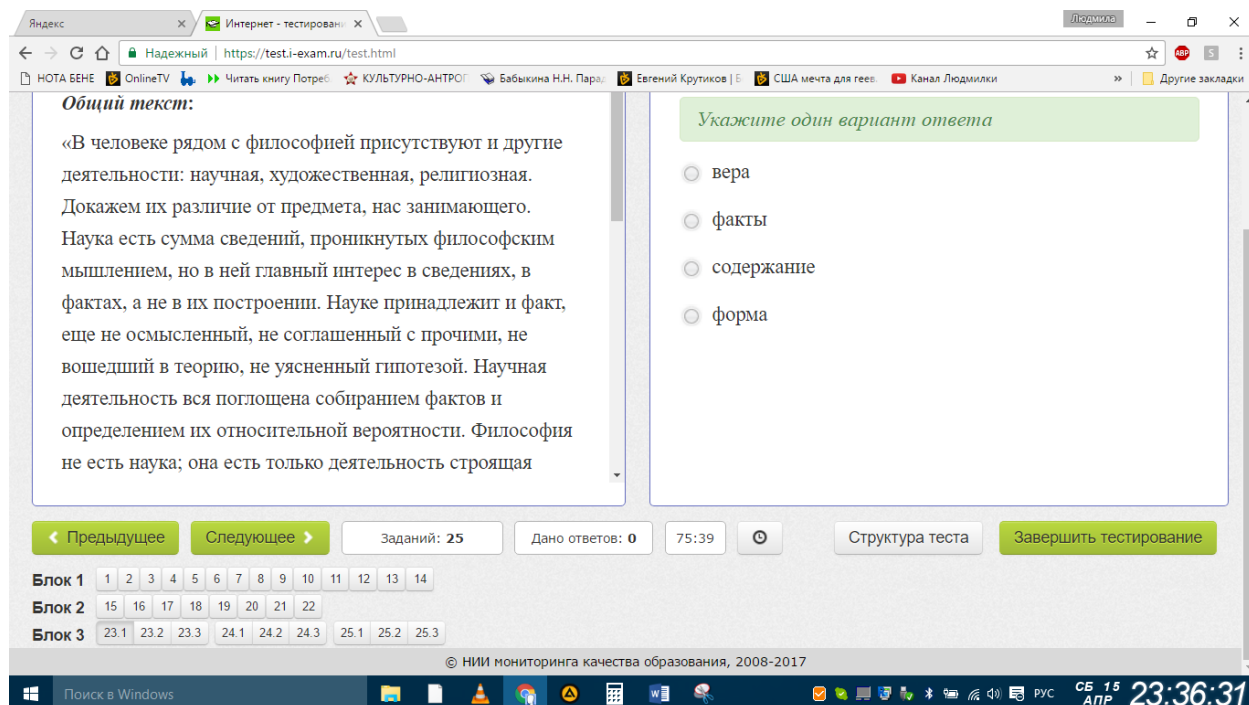 Яндекс
Интернет - тестировани
Людмила
Надежный | https://test.i-exam.ru/test.html
НОТА БЕНЕ OnlineTV Читать книгу Потреб КУЛЬТУРНО-АНТРОП Бабыкина Н.Н. Парад Евгений Крутиков | Б США мечта для геев. Канал Людмилки » Другие закладки
Общий текст:
«В человеке рядом с философией присутствуют и другие
деятельности: научная, художественная, религиозная.
Докажем их различие от предмета, нас занимающего.
Наука есть сумма сведений, проникнутых философским
мышлением, но в ней главный интерес в сведениях, в
фактах, а не в их построении. Науке принадлежит и факт,
еще не осмысленный, не соглашенный с прочими, не
вошедший в теорию, не уясненный гипотезой. Научная
деятельность вся поглощена собиранием фактов и
определением их относительной вероятности. Философия
не есть наука; она есть только деятельность строящая
Укажите один вариант ответа
вера
факты
содержание
форма
Предыдущее
Следующее
Заданий: 25
Дано ответов: 0
75:39
Структура теста
Завершить тестирование
Блок 1 1 2 3 4 5 6 7 8 9 10 11 12 13 14
Блок 2 15 16 17 18 19 20 21 22
Блок 3 23.1 23.2 23.3 24.1 24.2 24.3 25.1 25.2 25.3
© НИИ мониторинга качества образования, 2008-2017
Поиск в Windows
РУС
СБ 15
АПР
23:36:31